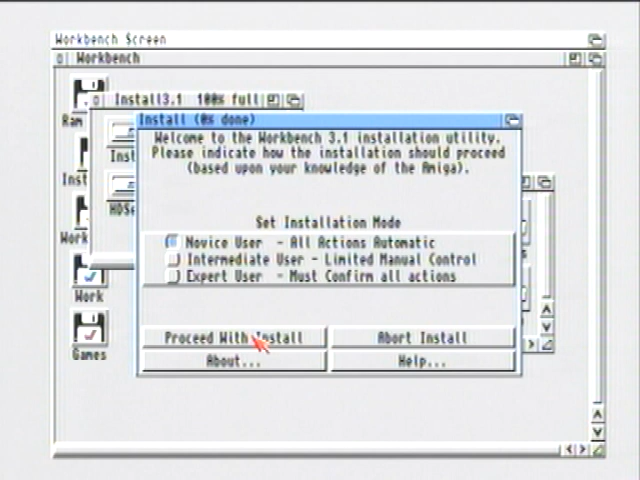 Workbench Screen
Workbench
Install3.1 100% full
Ram
Inst
Inst
HDSe
Work
Work
Games
Install (0% done)
Welcome to the Workbench 3.1 installation utility.
Please indicate how the installation should proceed
(based upon your knowledge of the Amiga).
Set Installation Mode
Novice User - All Actions Automatic
Intermediate User - Limited Manual Control
Expert User - Must Confirm all actions
Proceed With Install
Abort Install
About...
Help...